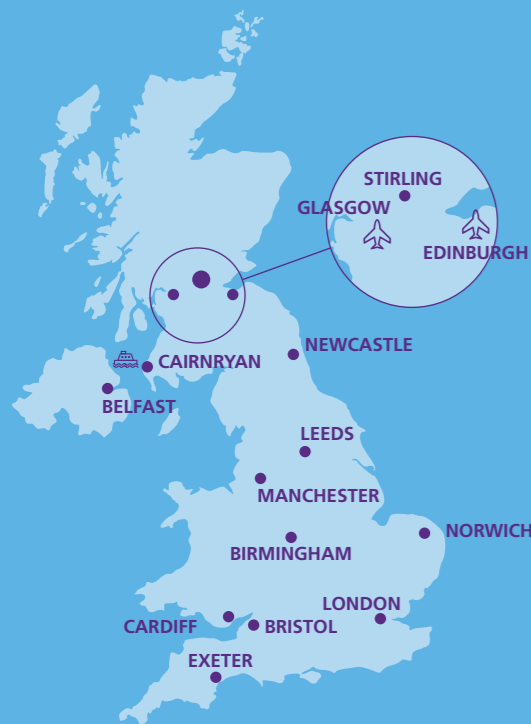 STIRLING
GLASGOW
EDINBURGH
NEWCASTLE
CAIRNRYAN
BELFAST
LEEDS
MANCHESTER
NORWICH
BIRMINGHAM
LONDON
CARDIFF
BRISTOL
EXETER